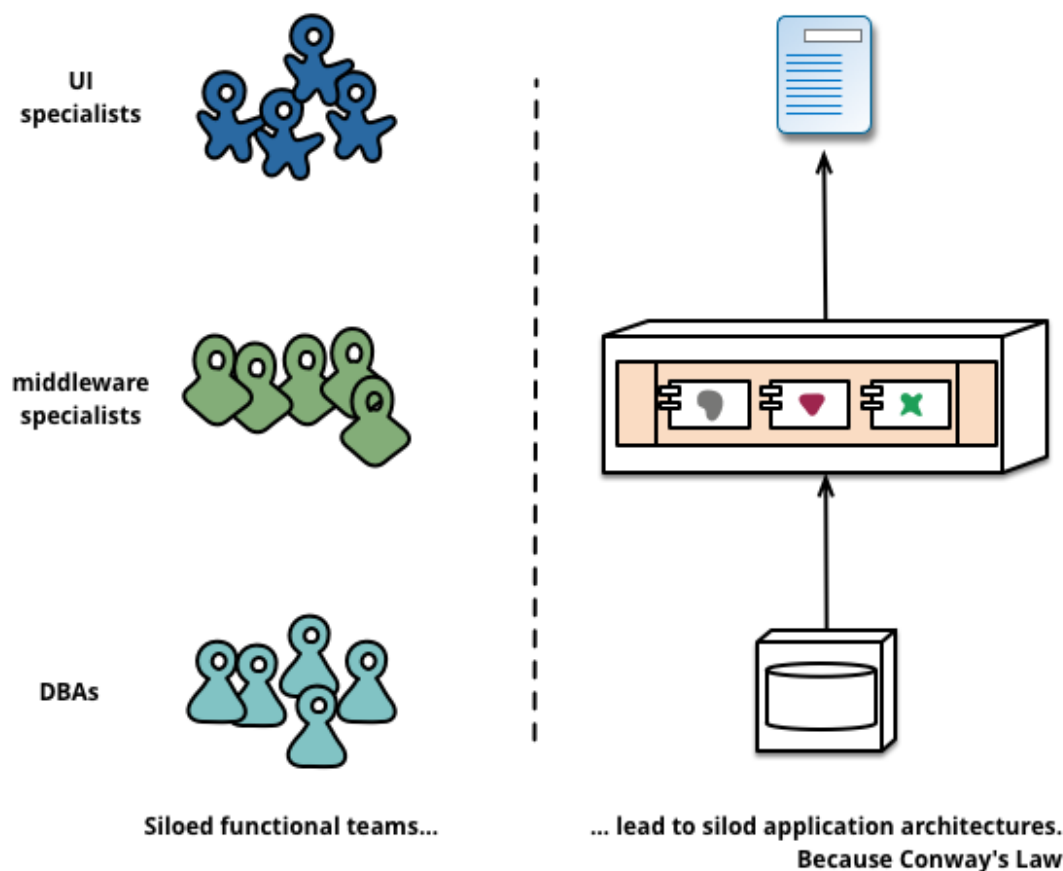 UI
specialists
middleware
specialists
DBAs
Siloed functional teams...
... lead to silod application architectures.
Because Conway's Law